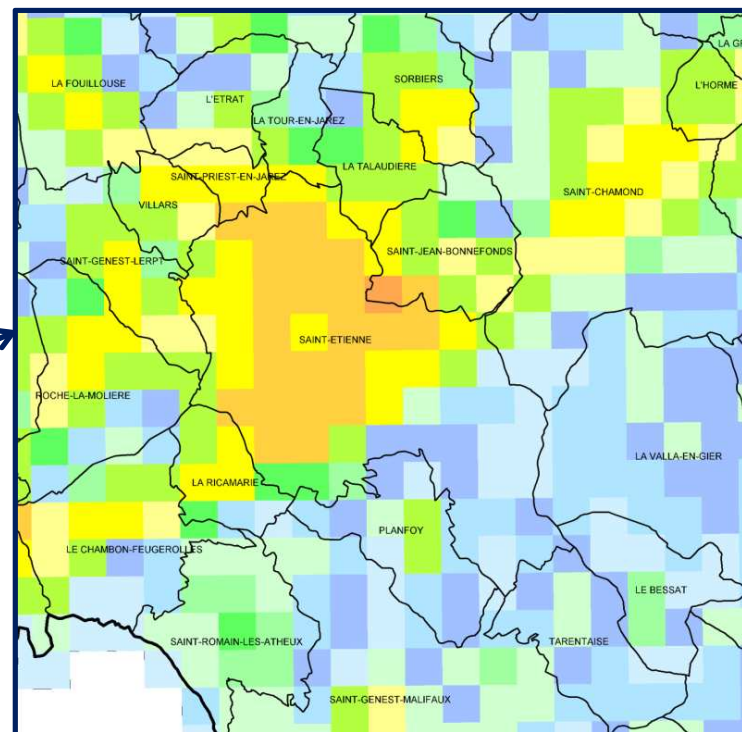 LA G
LA FOUILLOUSE
SORBIERS
L'HORME
L'ETRAT
LA TOUR-EN-JAREZ
LA TALAUDIERE
SAINT-PRIEST-EN-JAREZ
SAINT-CHAMOND
VILLARS
SAINT-JEAN-BONNEFONDS
SAINT-GENEST-LERPT
SAINT-ETIENNE
ROCHE-LA-MOLIERE
LA VALLA-EN-GIER
LA RICAMARIE
PLANFOY
LE CHAMBON-FEUGEROLLES
LE BESSAT
SAINT-ROMAIN-LES-ATHEUX
TARENTAISE
SAINT-GENEST-MALIFAUX